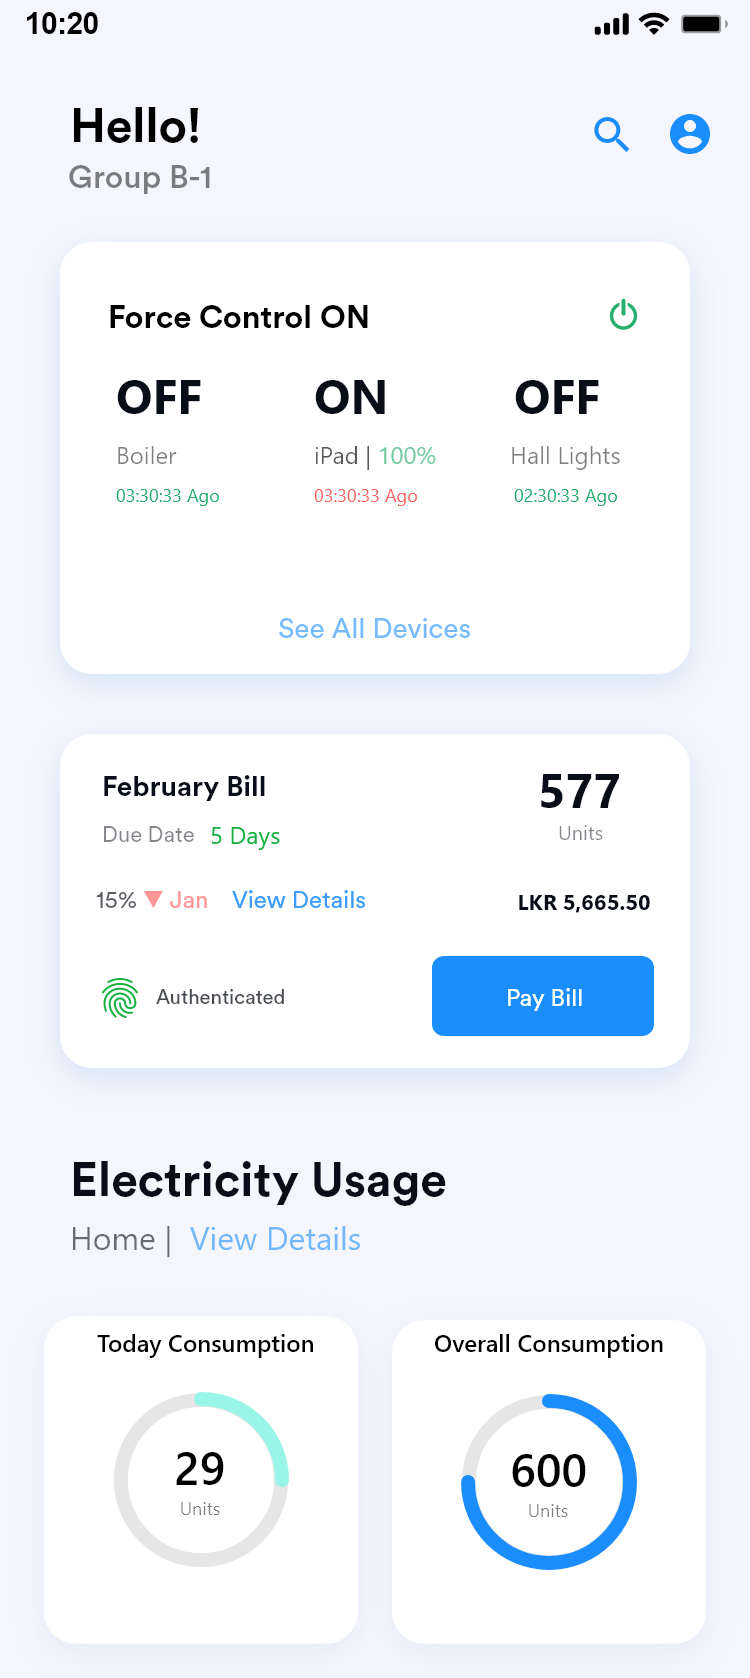 10:20
Hello!
Group B-1
Force Control ON
OFF ON OFF
Boiler iPad | 100% Hall Lights
03:30:33 Ago 03:30:33 Ago 02:30:33 Ago
See All Devices
February Bill 577
Due Date 5 Days Units
15% ▼ Jan View Details LKR 5,665.50
Authenticated Pay Bill
Electricity Usage
Home | View Details
Today Consumption Overall Consumption
29 600
Units Units